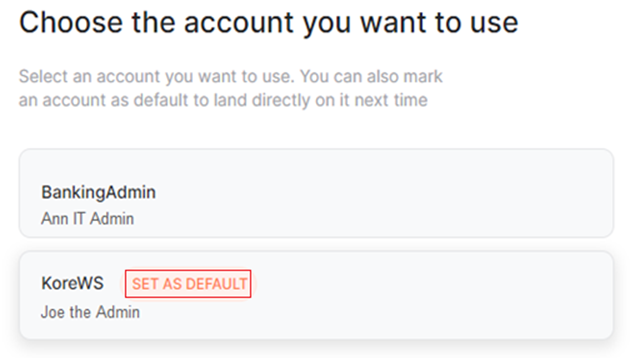 Choose the account you want to use
Select an account you want to use. You can also mark
an account as default to land directly on it next time
BankingAdmin
Ann IT Admin
KoreWS SET AS DEFAULT
Joe the Admin